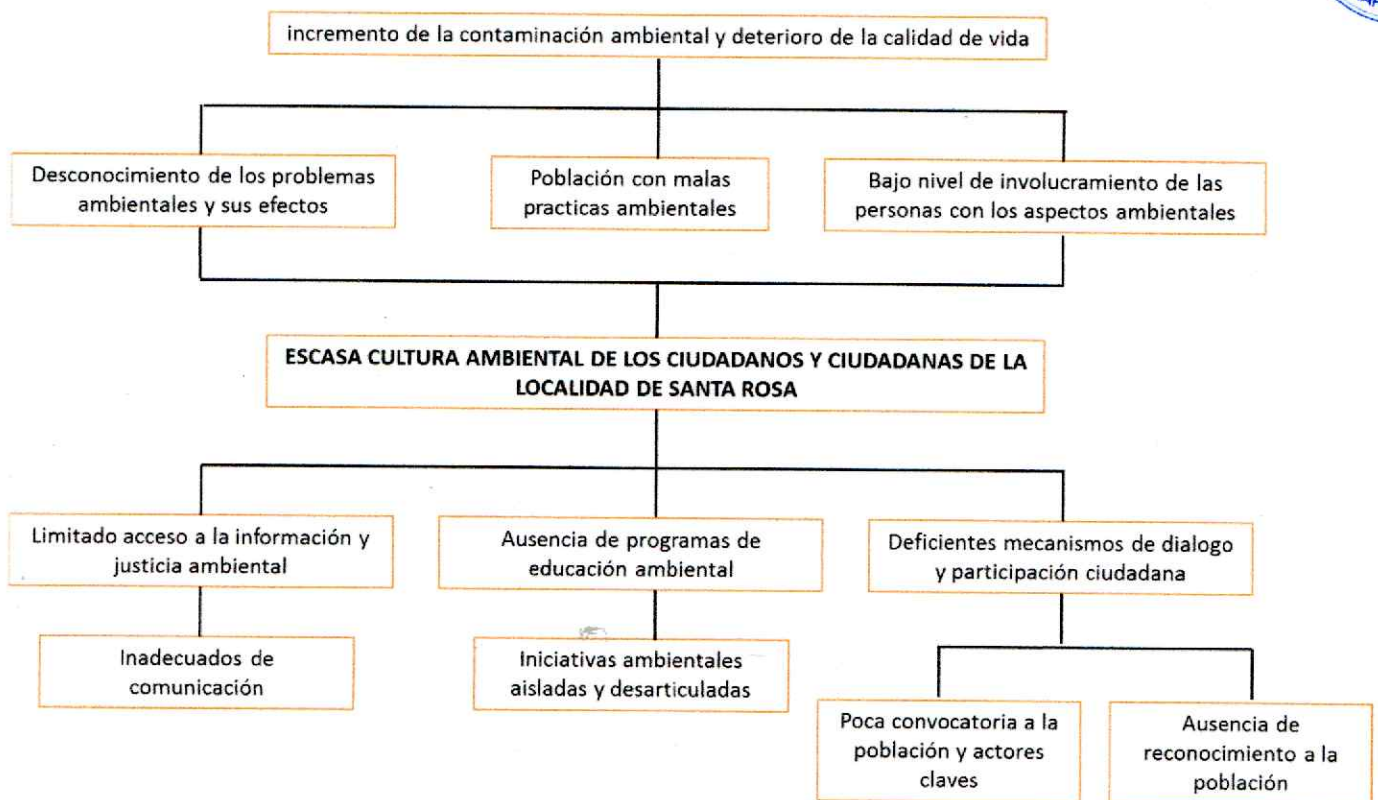 incremento de la contaminación ambiental y deterioro de la calidad de vida
Desconocimiento de los problemas
ambientales y sus efectos
Población con malas
practicas ambientales
Bajo nivel de involucramiento de las
personas con los aspectos ambientales
ESCASA CULTURA AMBIENTAL DE LOS CIUDADANOS Y CIUDADANAS DE LA
LOCALIDAD DE SANTA ROSA
Limitado acceso a la información y
justicia ambiental
Ausencia de programas de
educación ambiental
Deficientes mecanismos de dialogo
y participación ciudadana
Inadecuados de
comunicación
Iniciativas ambientales
aisladas y desarticuladas
Poca convocatoria a la
población y actores
claves
Ausencia de
reconocimiento a la
población